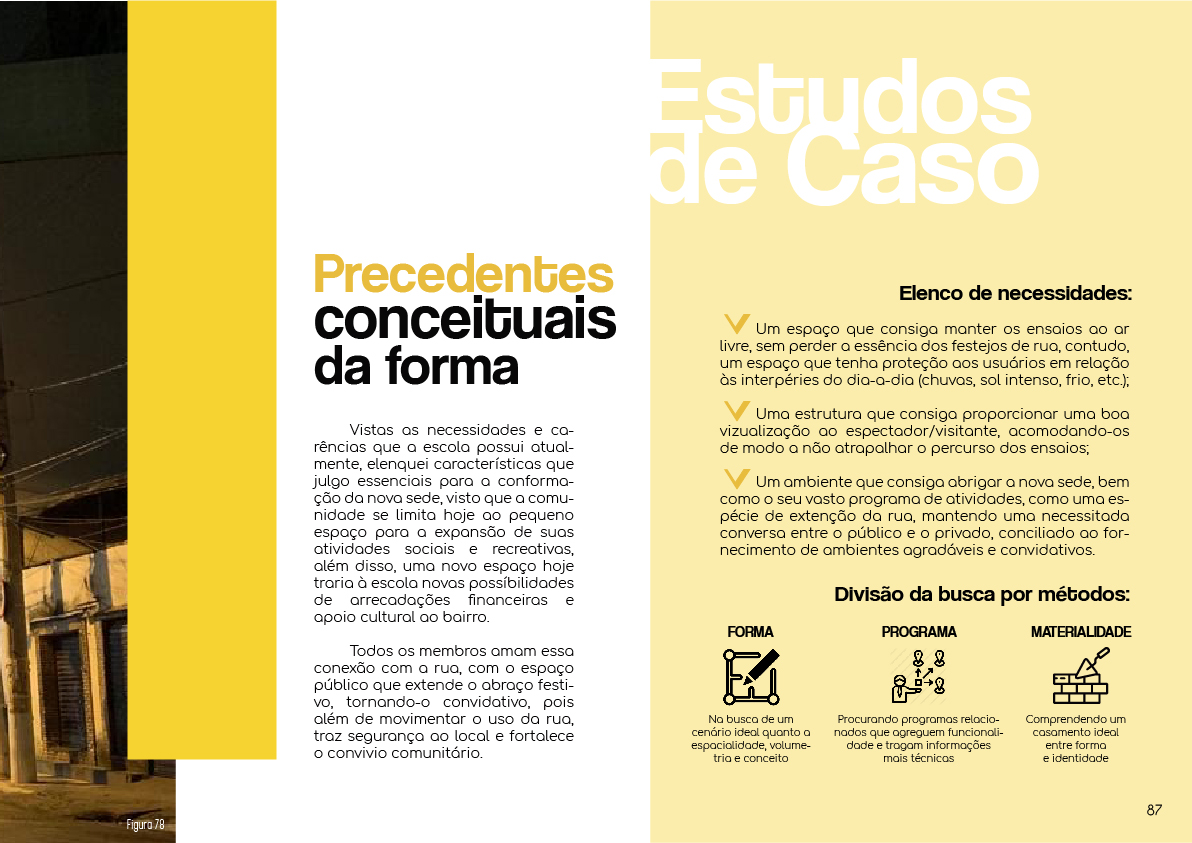 Precedentes
conceituais
da forma
Vistas as necessidades e ca-
rências que a escola possui atual-
mente, elenquei características que
julgo essenciais para a conforma-
ção da nova sede, visto que a comu-
nidade se limita hoje ao pequeno
espaço para a expansão de suas
atividades sociais e recreativas,
além disso, uma novo espaço hoje
traria à escola novas possíbilidades
de arrecadações financeiras e
apoio cultural ao bairro.
Todos os membros amam essa
conexão com a rua, com o espaço
público que extende o abraço festi-
vo, tornando-o convidativo, pois
além de movimentar o uso da rua,
traz segurança ao local e fortalece
o convivio comunitário.
Figura 78
Estudos
de Caso
Elenco de necessidades:
Um espaço que consiga manter os ensaios ao ar
livre, sem perder a essência dos festejos de rua, contudo,
um espaço que tenha proteção aos usuários em relação
às interpéries do dia-a-dia (chuvas, sol intenso, frio, etc.);
Uma estrutura que consiga proporcionar uma boa
vizualização ao espectador/visitante, acomodando-os
de modo a não atrapalhar o percurso dos ensaios;
Um ambiente que consiga abrigar a nova sede, bem
como o seu vasto programa de atividades, como uma es-
pécie de extenção da rua, mantendo uma necessitada
conversa entre o público e o privado, conciliado ao for-
necimento de ambientes agradáveis e convidativos.
Divisão da busca por métodos:
FORMA
Na busca de um
cenário ideal quanto a
espacialidade, volume-
tria e conceito
PROGRAMA
Procurando programas relacio-
nados que agreguem funcionali-
dade e tragam informações
mais técnicas
MATERIALIDADE
Comprendendo um
casamento ideal
entre forma
e identidade
87